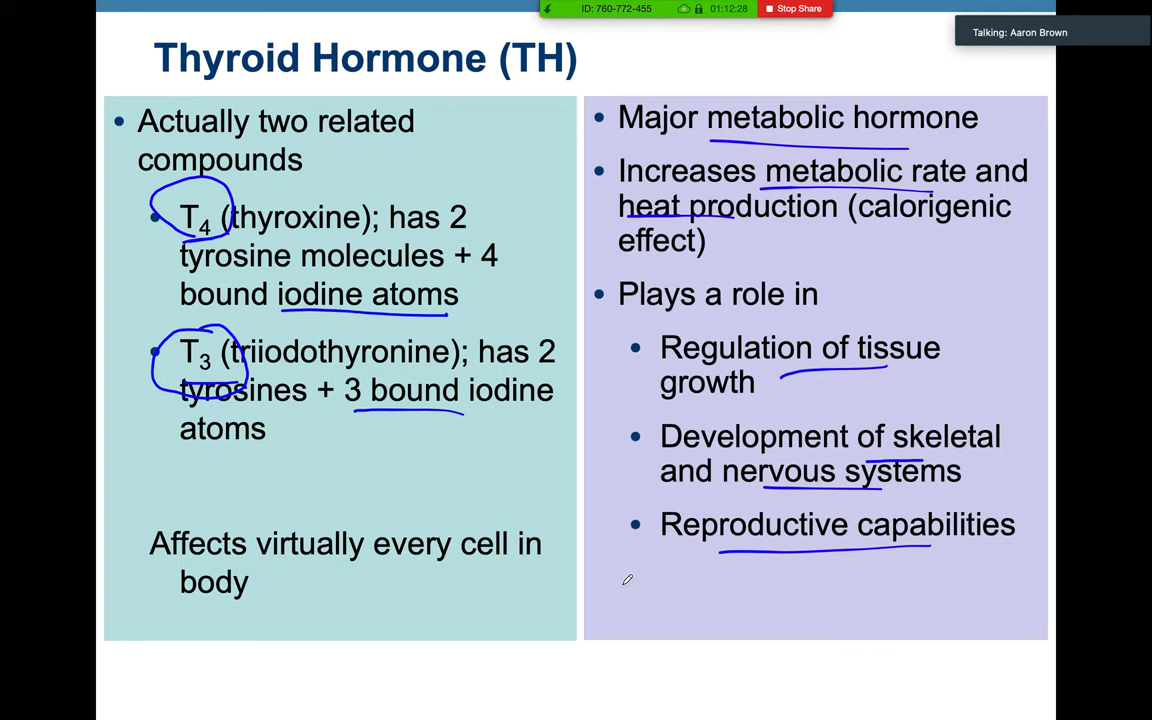 ID: 760-772-455
01:12:28
Stop Share
Talking: Aaron Brown
Thyroid Hormone (TH)
• Actually two related
compounds
• T4 (thyroxine); has 2
tyrosine molecules + 4
bound iodine atoms
• T3 (triiodothyronine); has 2
tyrosines + 3 bound iodine
atoms
Affects virtually every cell in
body
• Major metabolic hormone
• Increases metabolic rate and
heat production (calorigenic
effect)
• Plays a role in
• Regulation of tissue
growth
• Development of skeletal
and nervous systems
• Reproductive capabilities